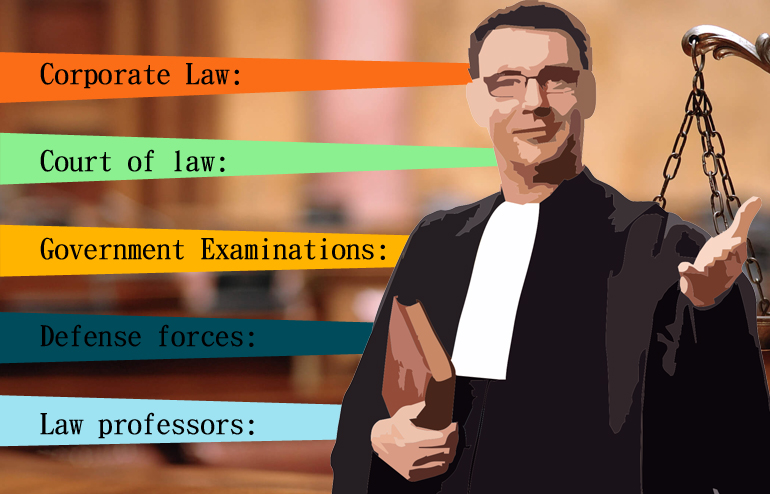 Corporate Law:
Court of law:
Government Examinations:
Defense forces:
Law professors: